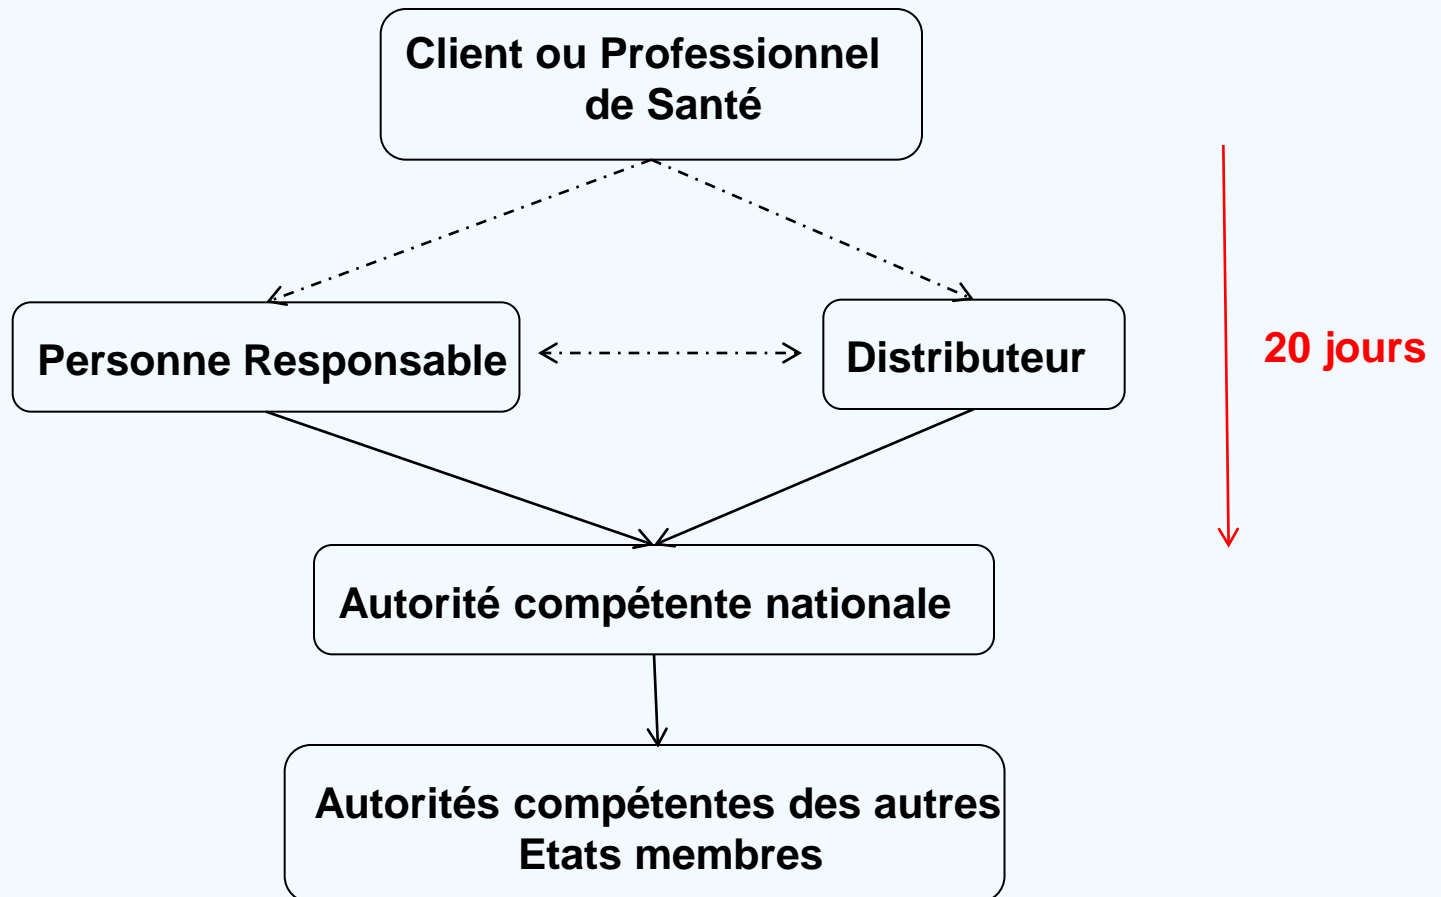 Client ou Professionnel
de Santé
Personne Responsable
Distributeur
20 jours
Autorité compétente nationale
Autorités compétentes des autres
Etats membres